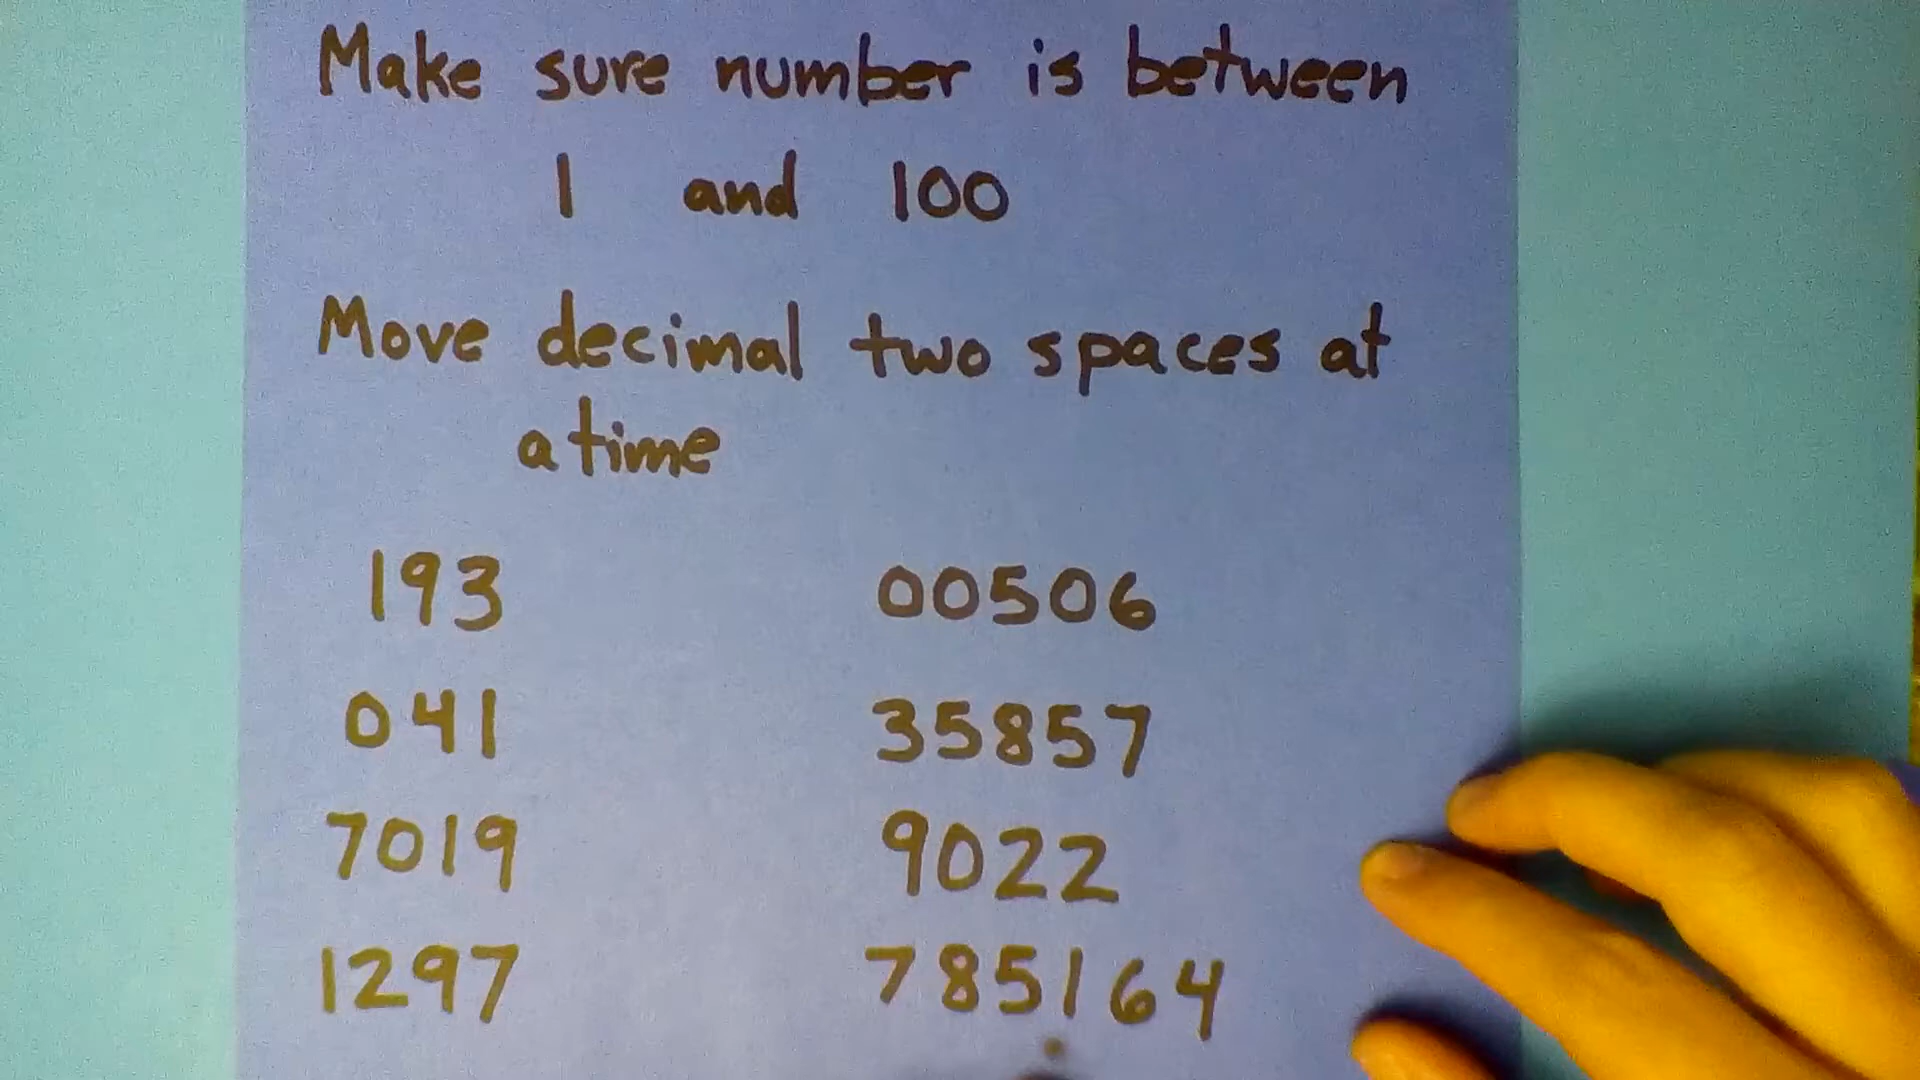 Make sure number is between
1 and 100
Move decimal two spaces at
a time
193 00506
041 35857
7019 9022
1297 785164